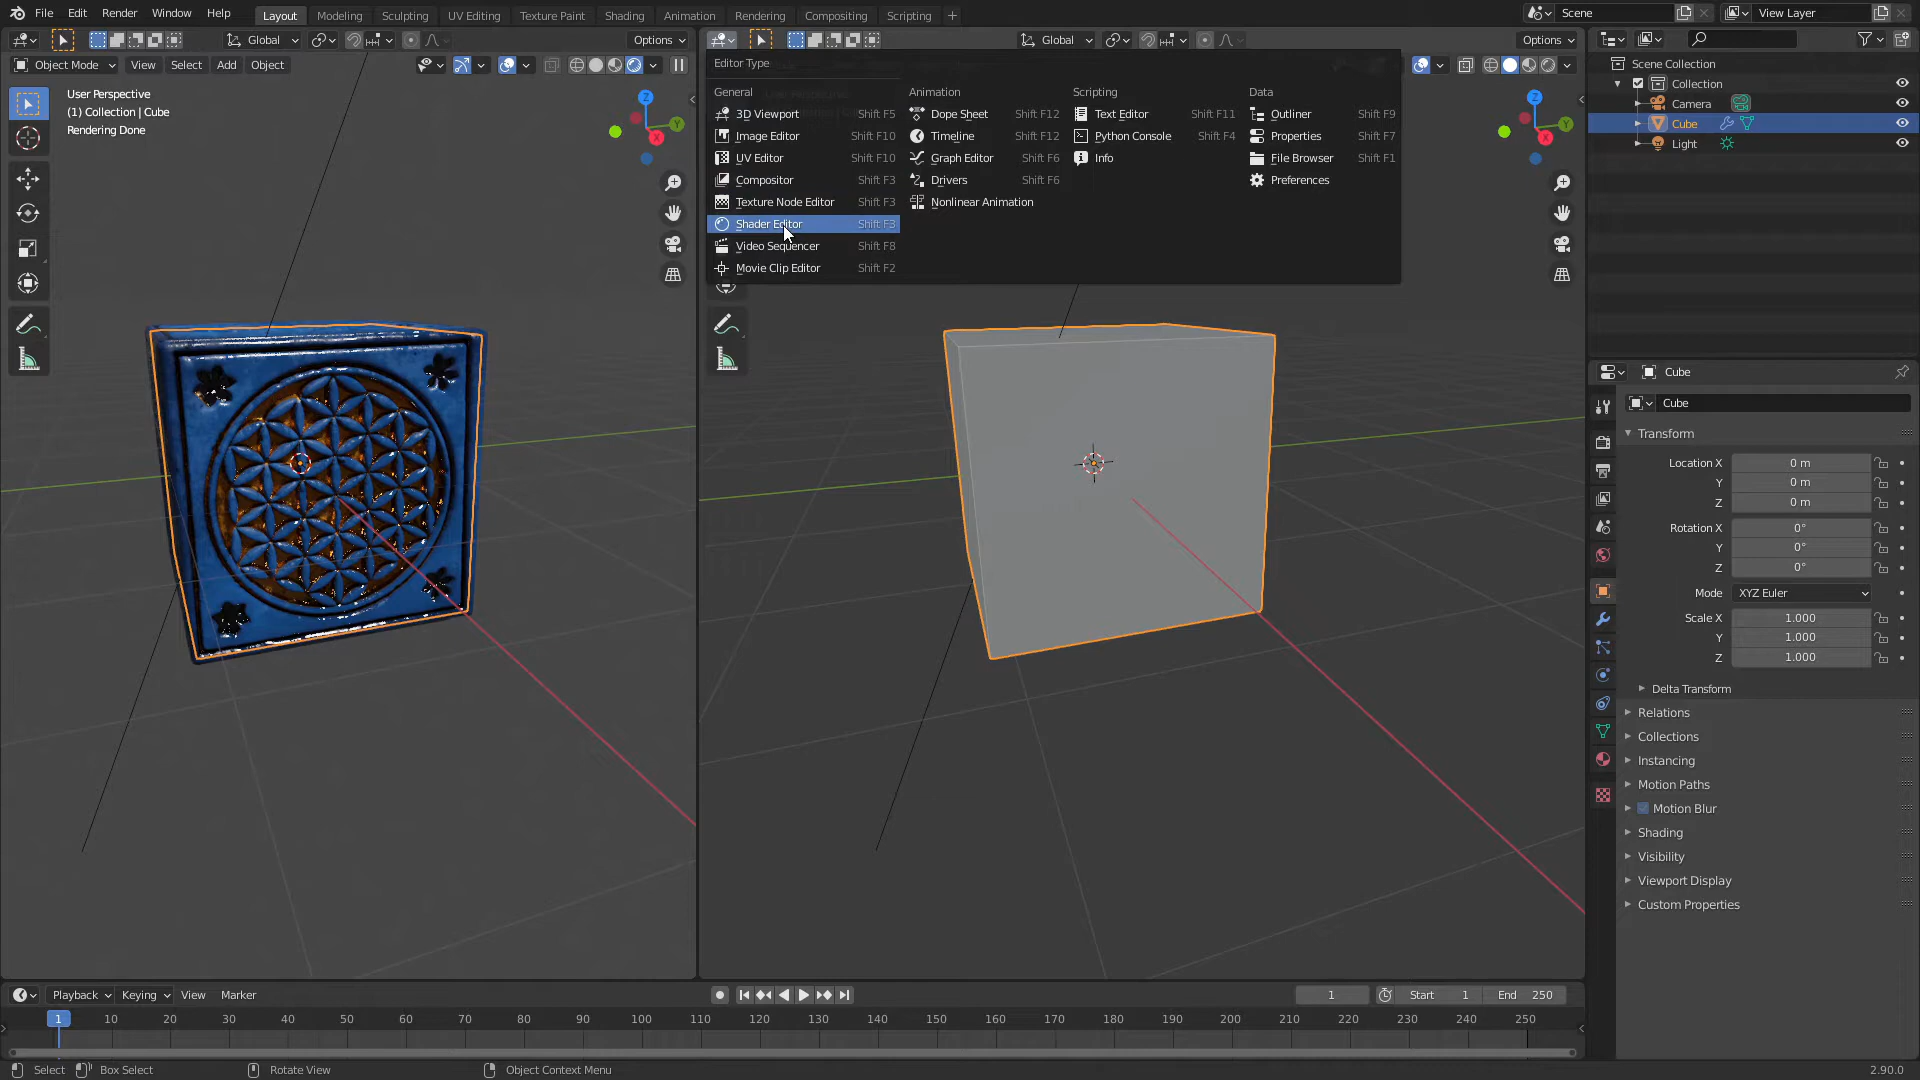 File Edit Render Window Help Layout Modeling Sculpting UV Editing Texture Paint Shading Animation Rendering Compositing Scripting + Scene View Layer
Global Options
Global Options
Object Mode View Select Add Object
User Perspective
(1) Collection | Cube
Rendering Done
Z
Y
X
Editor Type
General
3D Viewport Shift F5
Image Editor Shift F10
UV Editor Shift F10
Compositor Shift F3
Texture Node Editor Shift F3
Shader Editor Shift F3
Video Sequencer Shift F8
Movie Clip Editor Shift F2
Animation
Dope Sheet Shift F12
Timeline Shift F12
Graph Editor Shift F6
Drivers Shift F6
Nonlinear Animation
Scripting
Text Editor Shift F11
Python Console Shift F4
Info
Data
Outliner Shift F9
Properties Shift F7
File Browser Shift F1
Preferences
Z
Y
X
Scene Collection
Collection
Camera
Cube
Light
Cube
Cube
Transform
Location X 0 m
Y 0 m
Z 0 m
Rotation X 0°
Y 0°
Z 0°
Mode XYZ Euler
Scale X 1.000
Y 1.000
Z 1.000
Delta Transform
Relations
Collections
Instancing
Motion Paths
Motion Blur
Shading
Visibility
Viewport Display
Custom Properties
Playback Keying View Marker 1 Start 1 End 250
1 10 20 30 40 50 60 70 80 90 100 110 120 130 140 150 160 170 180 190 200 210 220 230 240 250
Select Box Select Rotate View Object Context Menu 2.90.0